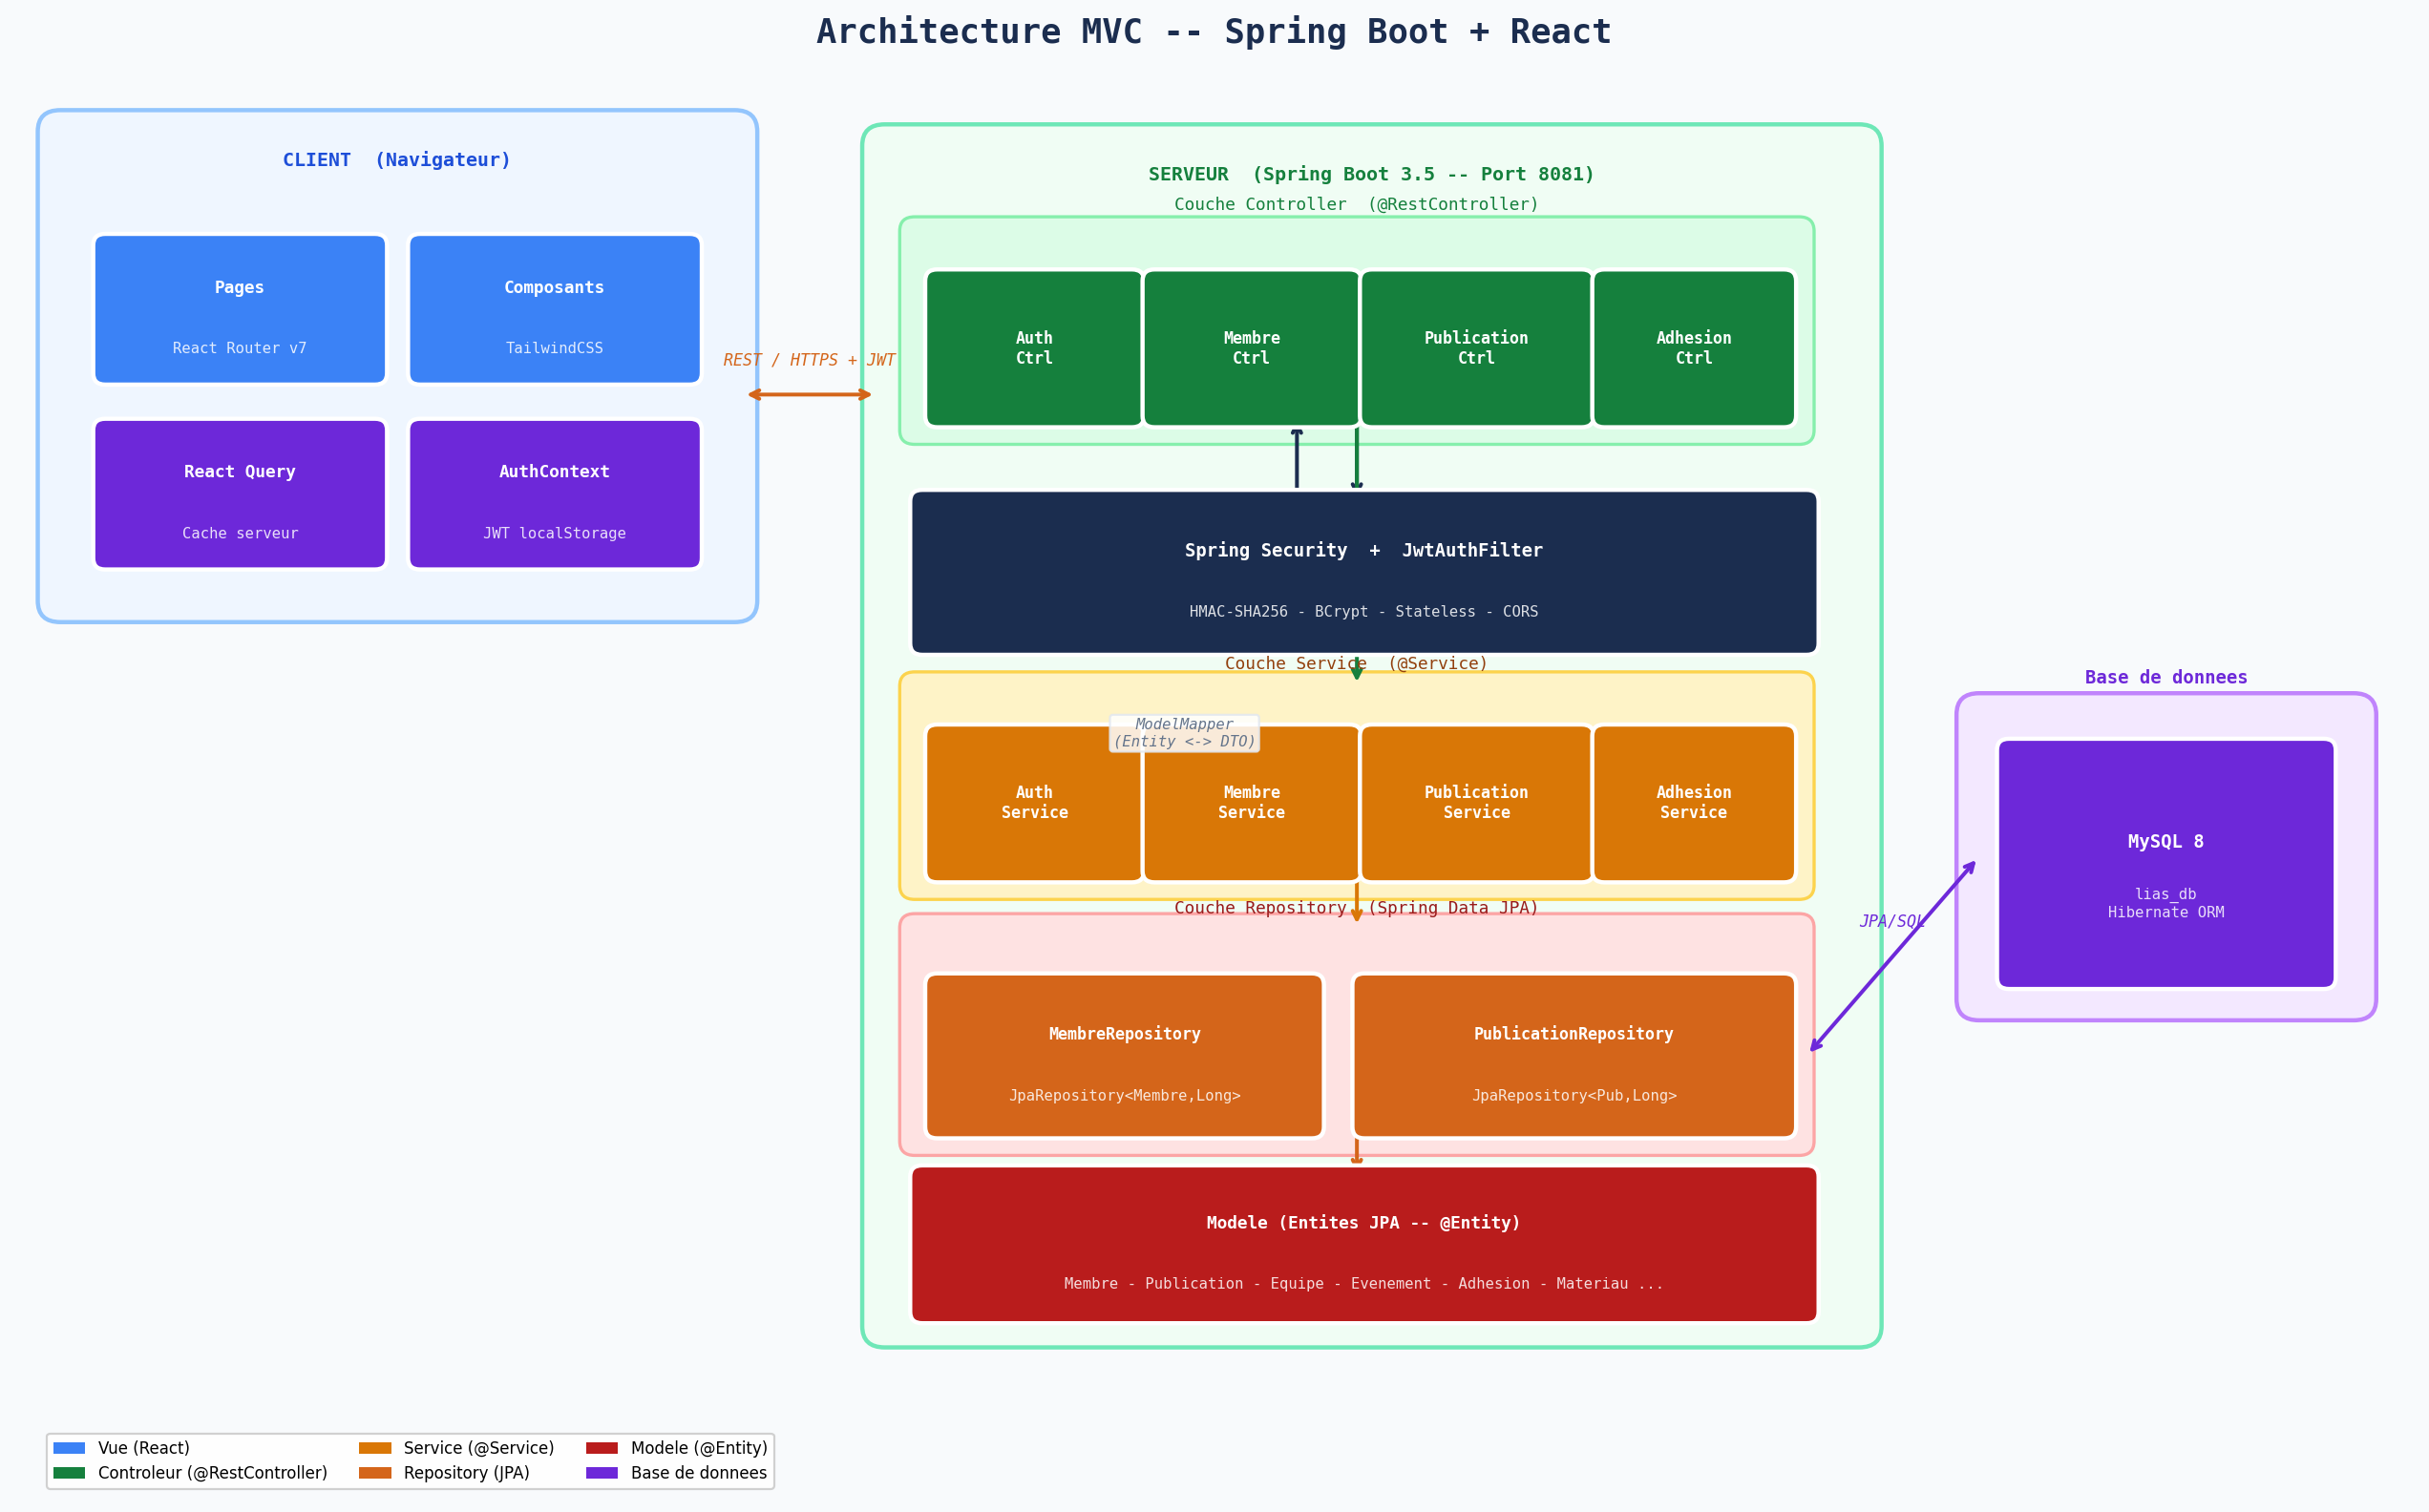 Architecture MVC -- Spring Boot + React
CLIENT  (Navigateur)
Pages
React Router v7
Composants
TailwindCSS
React Query
Cache serveur
AuthContext
JWT localStorage
REST / HTTPS + JWT
SERVEUR  (Spring Boot 3.5 -- Port 8081)
Couche Controller  (@RestController)
Auth
Ctrl
Membre
Ctrl
Publication
Ctrl
Adhesion
Ctrl
Spring Security  +  JwtAuthFilter
HMAC-SHA256 - BCrypt - Stateless - CORS
Couche Service  (@Service)
ModelMapper
(Entity <-> DTO)
Auth
Service
Membre
Service
Publication
Service
Adhesion
Service
Couche Repository  (Spring Data JPA)
MembreRepository
JpaRepository<Membre,Long>
PublicationRepository
JpaRepository<Pub,Long>
Modele (Entites JPA -- @Entity)
Membre - Publication - Equipe - Evenement - Adhesion - Materiau ...
JPA/SQL
Base de donnees
MySQL 8
lias_db
Hibernate ORM
Vue (React)
Controleur (@RestController)
Service (@Service)
Repository (JPA)
Modele (@Entity)
Base de donnees